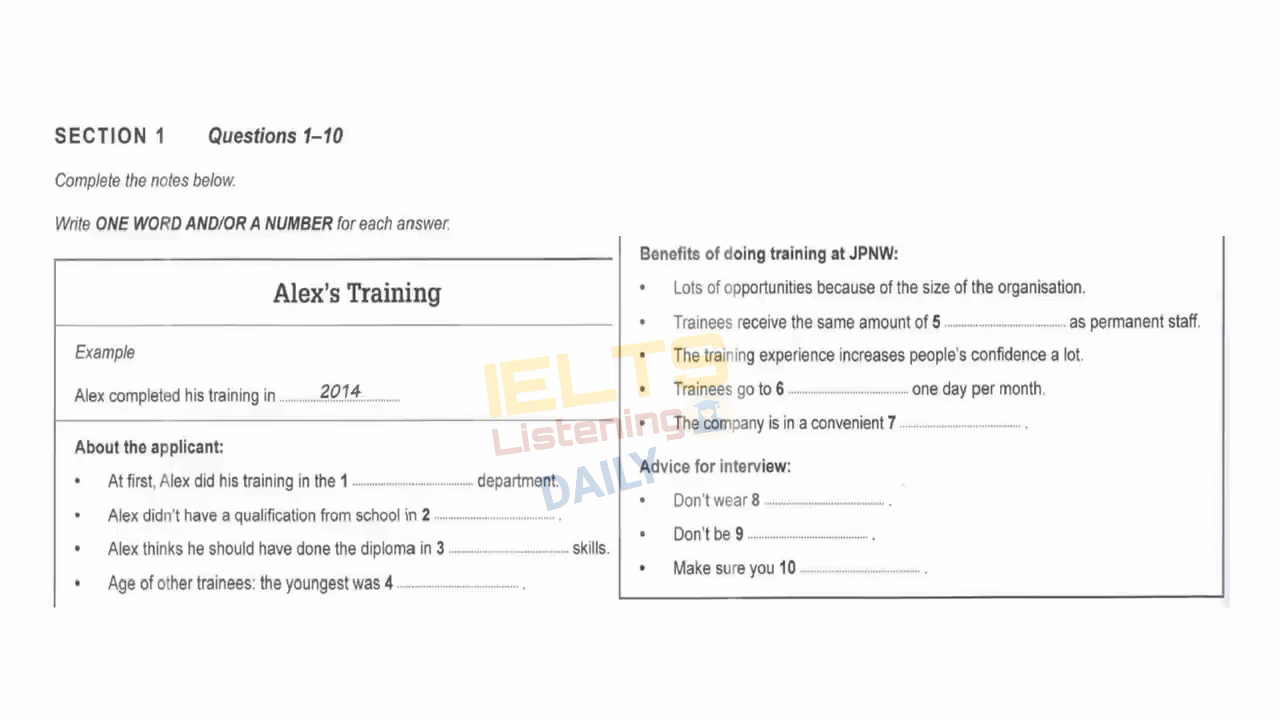 SECTION 1 Questions 1–10
Complete the notes below.
Write ONE WORD AND/OR A NUMBER for each answer.
Alex's Training
Example
Alex completed his training in ........2014........
About the applicant:
• At first, Alex did his training in the 1 ................ department.
• Alex didn't have a qualification from school in 2 ................ .
• Alex thinks he should have done the diploma in 3 ................ skills.
• Age of other trainees: the youngest was 4 ................ .
Benefits of doing training at JPNW:
• Lots of opportunities because of the size of the organisation.
• Trainees receive the same amount of 5 ................ as permanent staff.
• The training experience increases people's confidence a lot.
• Trainees go to 6 ................ one day per month.
• The company is in a convenient 7 ................ .
Advice for interview:
• Don't wear 8 ................ .
• Don't be 9 ................ .
• Make sure you 10 ................ .
IELTS
Listening
DAILY